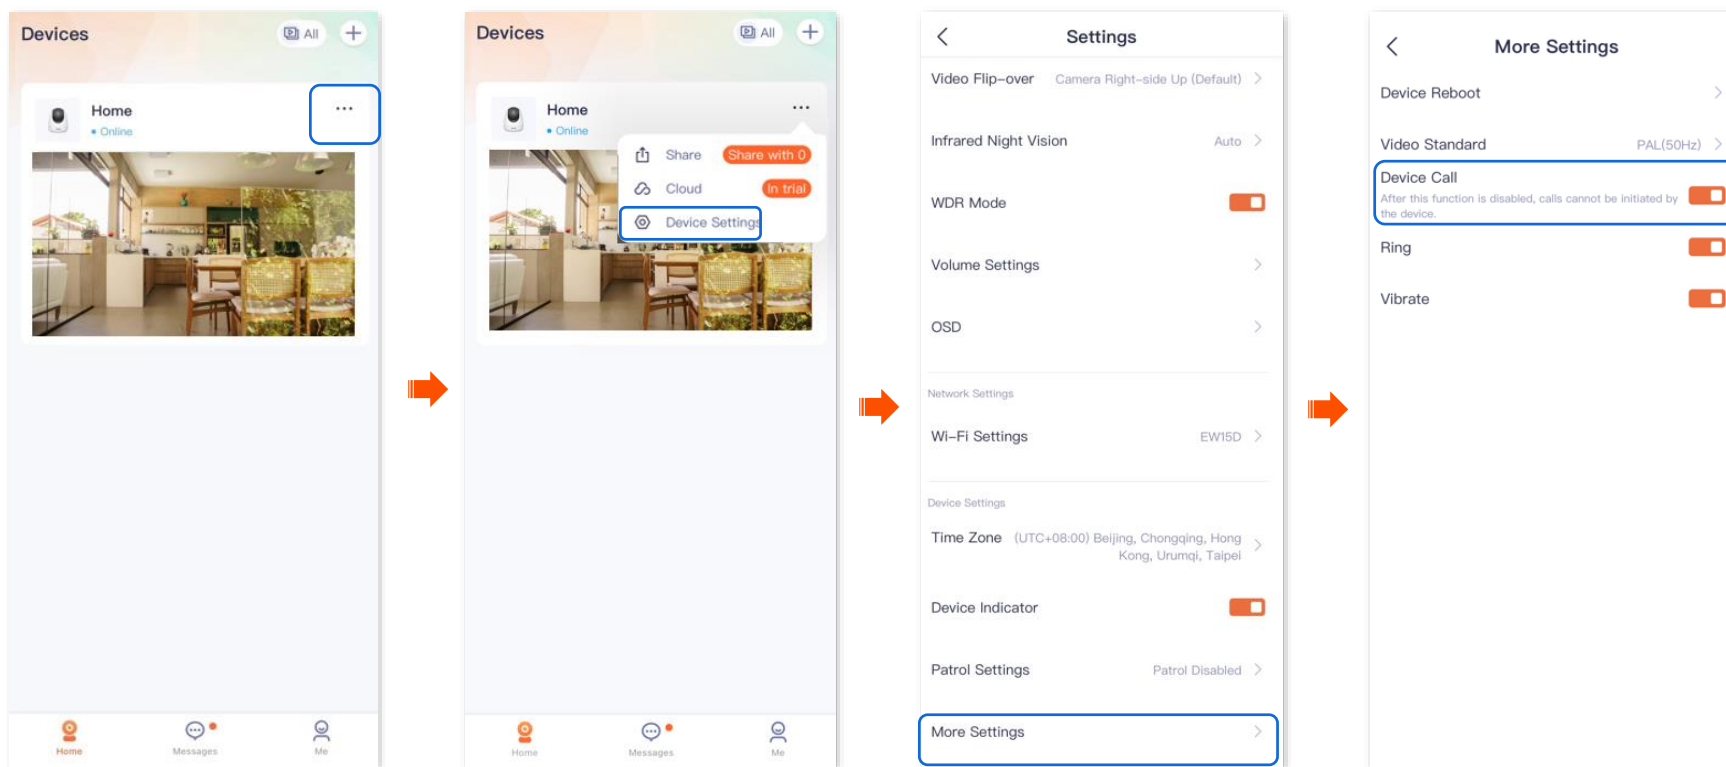 Devices
All
Home
• Online
Home
Messages
Me
Devices
All
Home
• Online
Share
Share with 0
Cloud
In trial
Device Settings
Home
Messages
Me
Settings
Video Flip-over
Camera Right-side Up (Default)
Infrared Night Vision
Auto
WDR Mode
Volume Settings
OSD
Network Settings
Wi-Fi Settings
EW15D
Device Settings
Time Zone
(UTC+08:00) Beijing, Chongqing, Hong
Kong, Urumqi, Taipei
Device Indicator
Patrol Settings
Patrol Disabled
More Settings
More Settings
Device Reboot
Video Standard
PAL(50Hz)
Device Call
After this function is disabled, calls cannot be initiated by
the device.
Ring
Vibrate